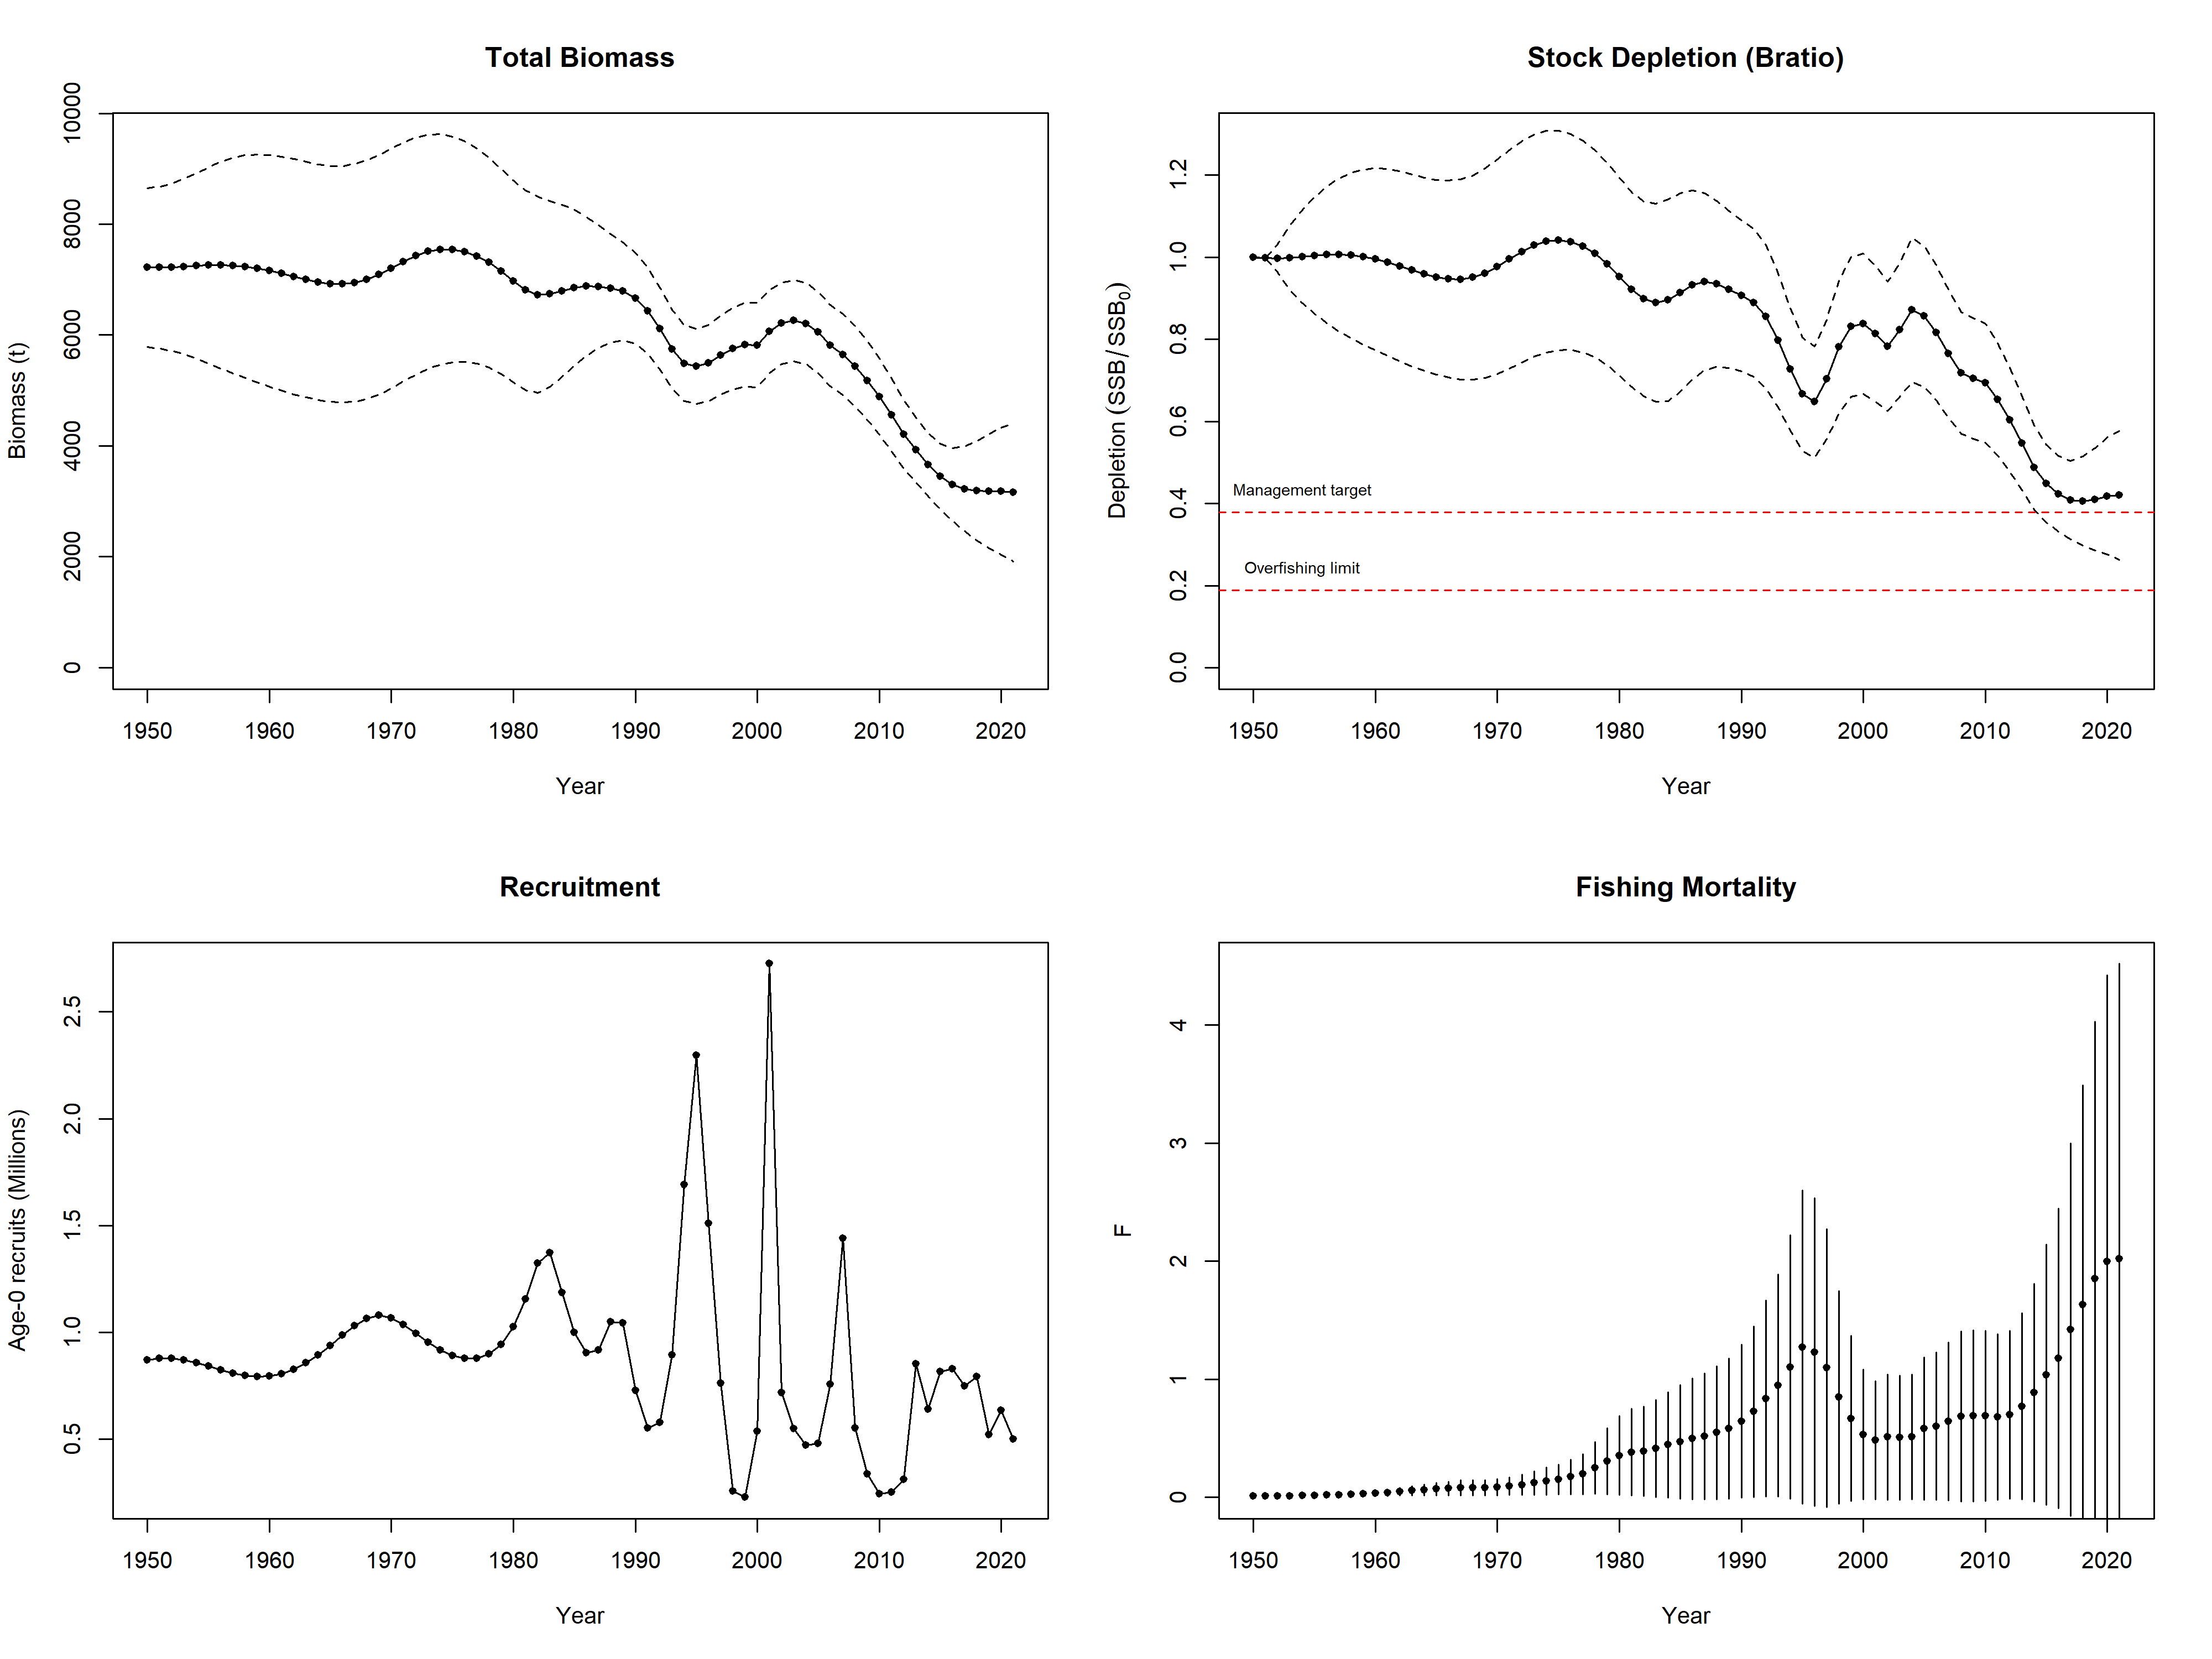 Total Biomass
Biomass (t)
10000
8000
6000
4000
2000
0
1950 1960 1970 1980 1990 2000 2010 2020
Year
Stock Depletion (Bratio)
Depletion (SSB/SSB₀)
1.2
1.0
0.8
0.6
0.4
0.2
0.0
Management target
Overfishing limit
1950 1960 1970 1980 1990 2000 2010 2020
Year
Recruitment
Age-0 recruits (Millions)
2.5
2.0
1.5
1.0
0.5
1950 1960 1970 1980 1990 2000 2010 2020
Year
Fishing Mortality
F
4
3
2
1
0
1950 1960 1970 1980 1990 2000 2010 2020
Year